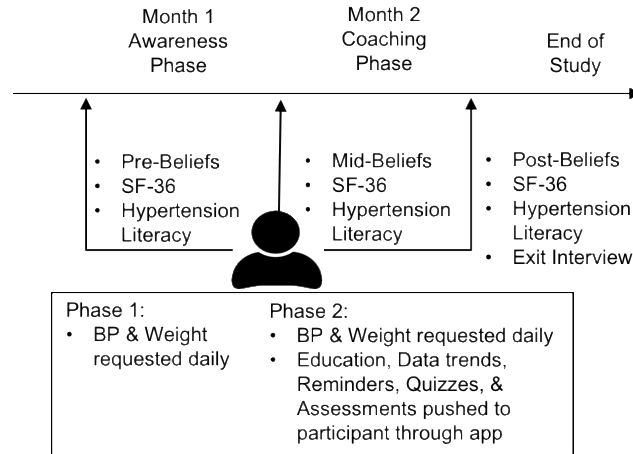 Month 1
Awareness
Phase
Month 2
Coaching
Phase
End of
Study
• Pre-Beliefs
• SF-36
• Hypertension
Literacy
• Mid-Beliefs
• SF-36
• Hypertension
Literacy
• Post-Beliefs
• SF-36
• Hypertension
Literacy
• Exit Interview
Phase 1:
• BP & Weight
requested daily
Phase 2:
• BP & Weight requested daily
• Education, Data trends,
Reminders, Quizzes, &
Assessments pushed to
participant through app